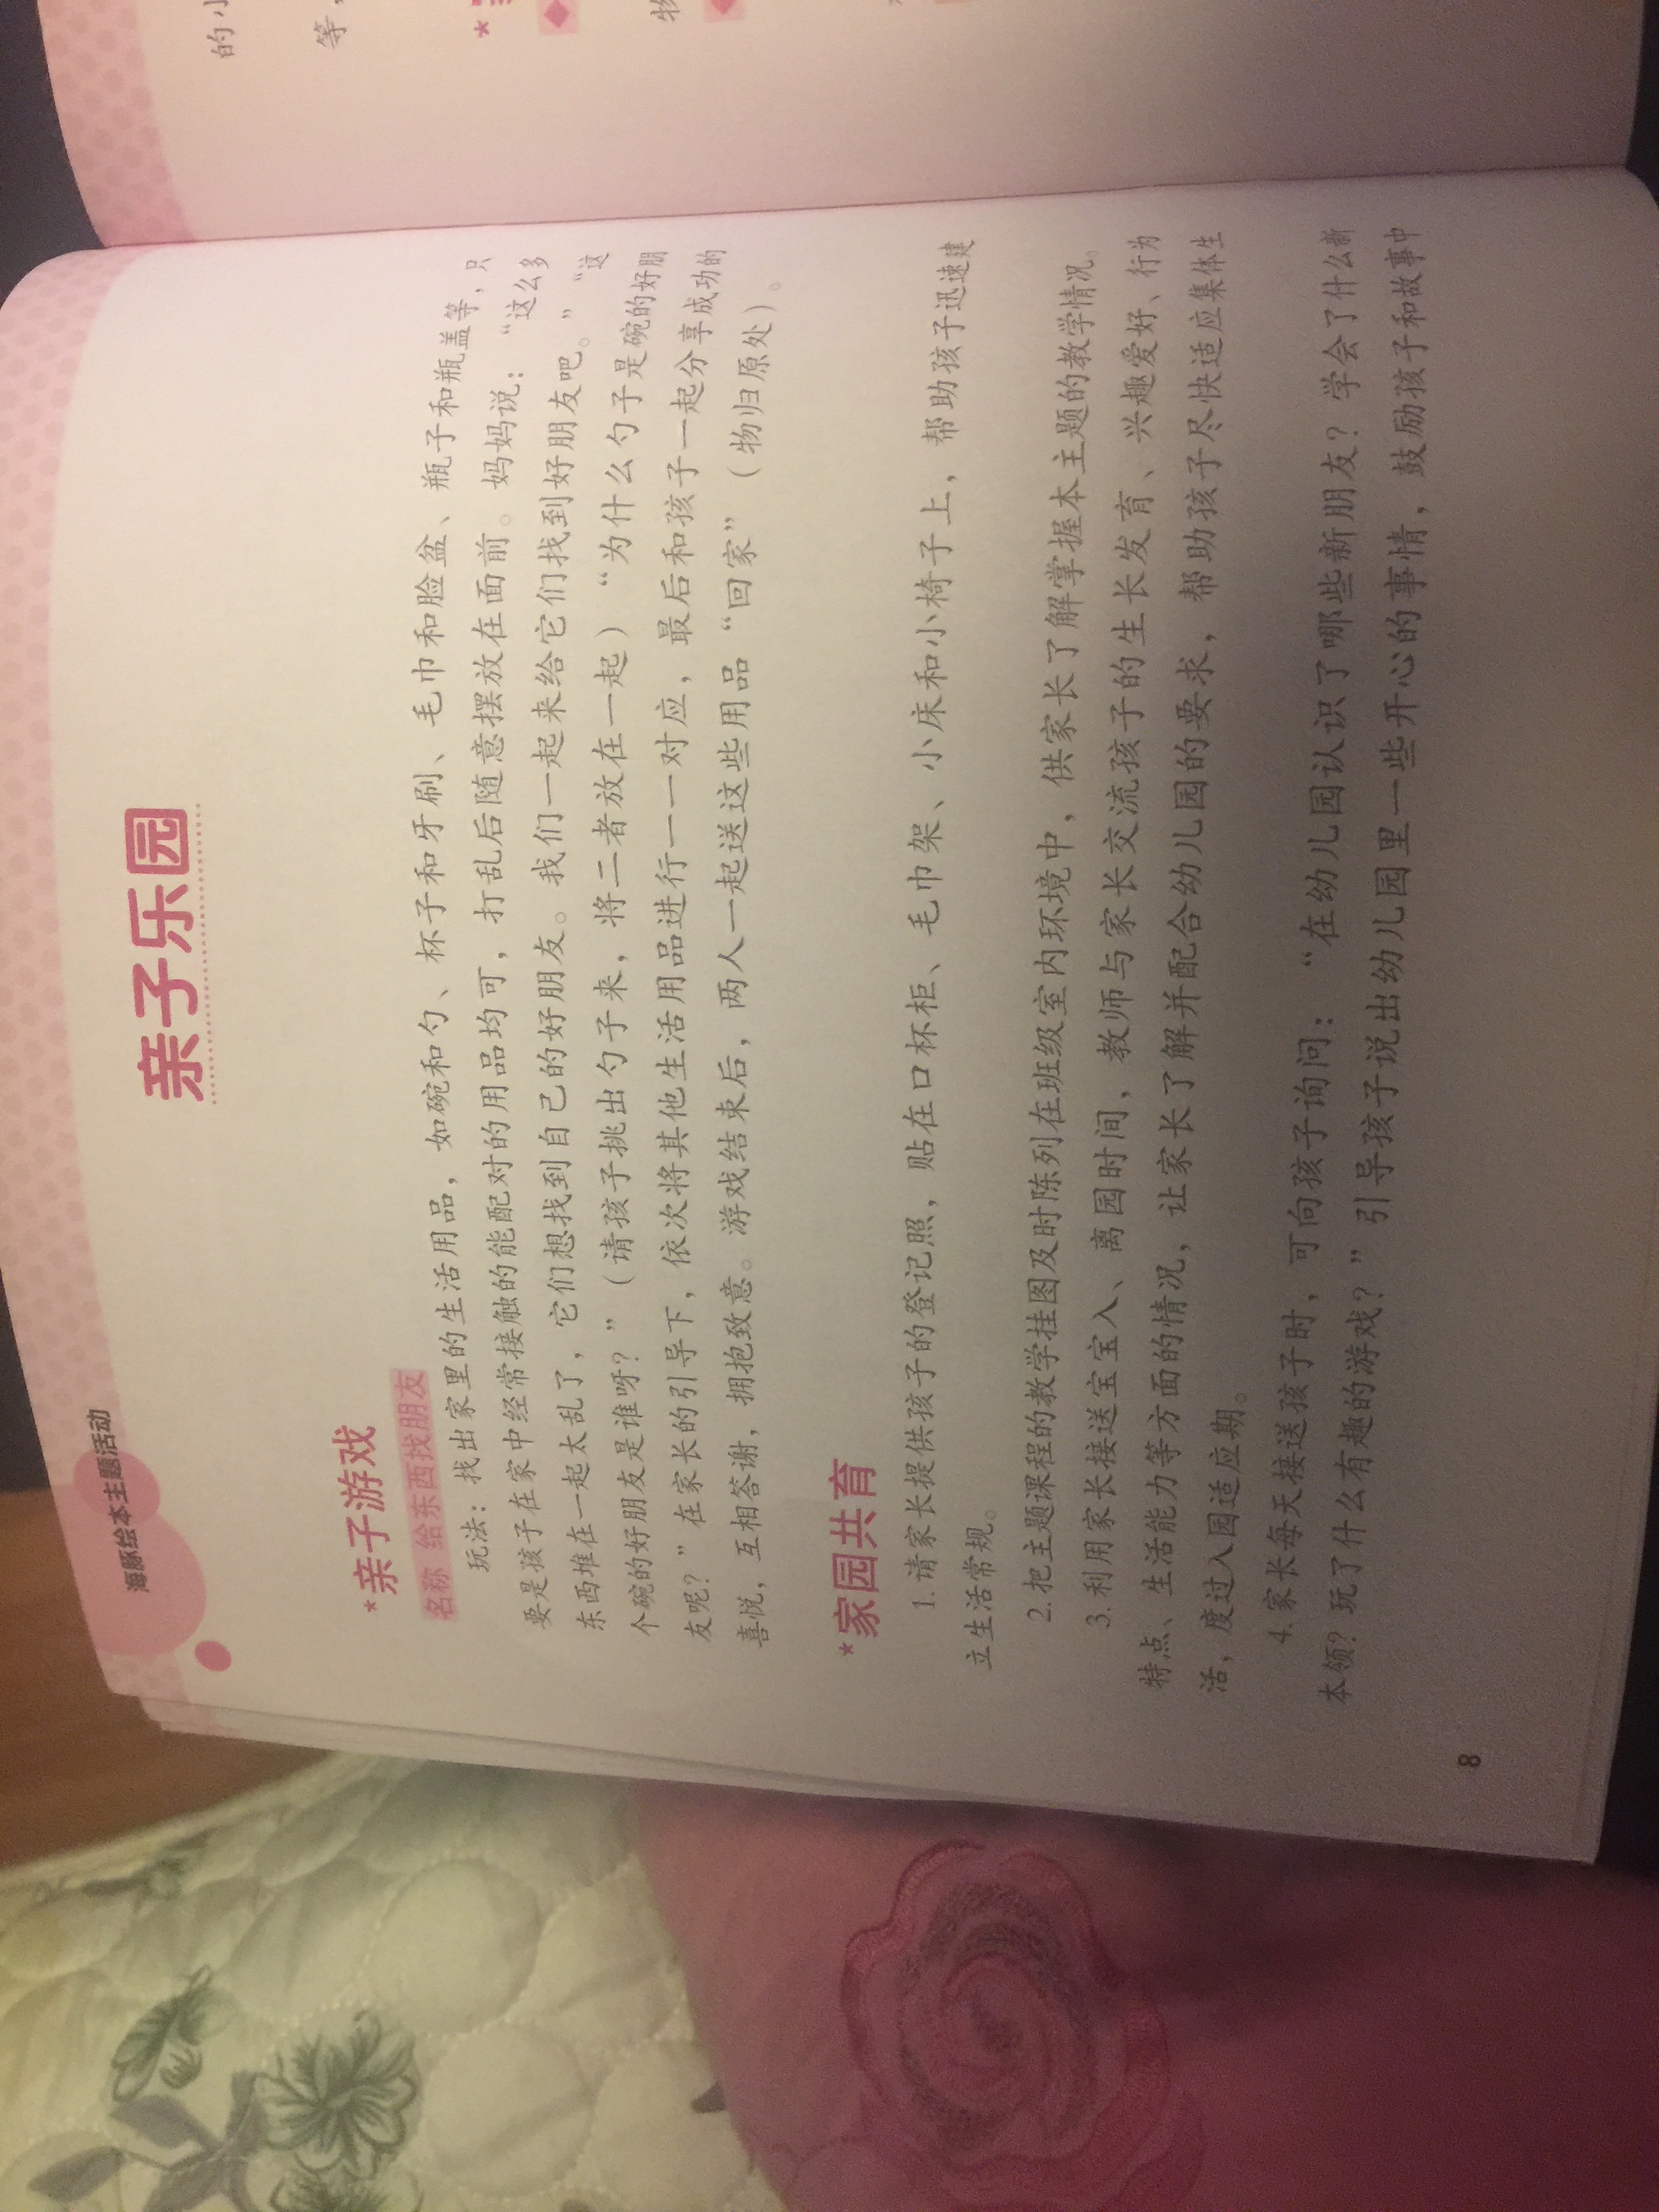 海豚绘本主题活动
亲子乐园
*亲子游戏
名称 给东西找朋友
玩法：找出家里的生活用品，如碗和勺、杯子和牙刷、毛巾和脸盆、瓶子和瓶盖等，只
要是孩子在家中经常接触的能配对的用品均可，打乱后随意摆放在面前。妈妈说：“这么多
东西堆在一起太乱了，它们想找到自己的好朋友。我们一起来给它们找到好朋友吧。”“这
个碗的好朋友是谁呀？”（请孩子挑出勺子来，将二者放在一起）“为什么勺子是碗的好朋
友呢？”在家长的引导下，依次将其他生活用品进行一一对应，最后和孩子一起分享成功的
喜悦，互相答谢，拥抱致意。游戏结束后，两人一起送这些用品“回家”（物归原处）。
*家园共育
1.请家长提供孩子的登记照，贴在口杯柜、毛巾架、小床和小椅子上，帮助孩子迅速建
立生活常规。
2.把主题课程的教学挂图及时陈列在班级室内环境中，供家长了解掌握本主题的教学情况。
3.利用家长接送宝宝入、离园时间，教师与家长交流孩子的生长发育、兴趣爱好、行为
特点、生活能力等方面的情况，让家长了解并配合幼儿园的要求，帮助孩子尽快适应集体生
活，度过入园适应期。
4.家长每天接送孩子时，可向孩子询问：“在幼儿园认识了哪些新朋友？学会了什么新
本领？玩了什么有趣的游戏？”引导孩子说出幼儿园里一些开心的事情，鼓励孩子和故事中
8
的小
等，
*
物